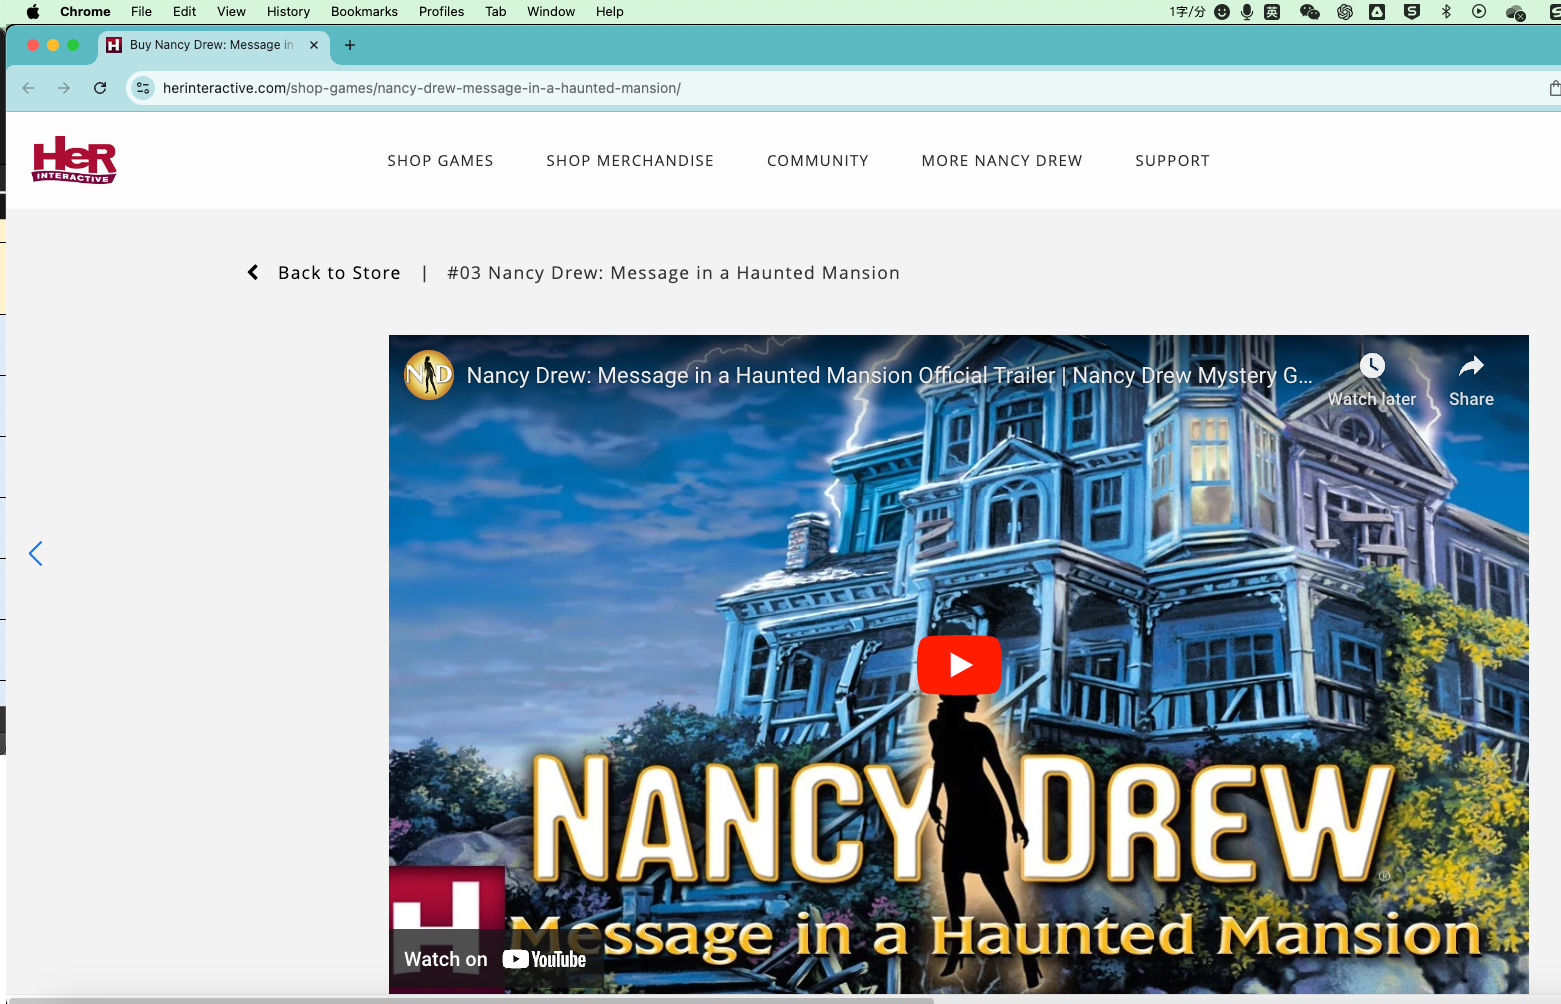 Chrome File Edit View History Bookmarks Profiles Tab Window Help 1字/分 英
Buy Nancy Drew: Message in
herinteractive.com/shop-games/nancy-drew-message-in-a-haunted-mansion/
HeR INTERACTIVE
SHOP GAMES SHOP MERCHANDISE COMMUNITY MORE NANCY DREW SUPPORT
Back to Store | #03 Nancy Drew: Message in a Haunted Mansion
ND Nancy Drew: Message in a Haunted Mansion Official Trailer | Nancy Drew Mystery G...
Watch later Share
NANCY DREW
H
Message in a Haunted Mansion
Watch on YouTube